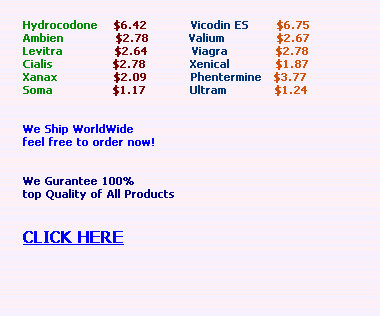 Hydrocodone $6.42 Vicodin ES $6.75
Ambien $2.78 Valium $2.67
Levitra $2.64 Viagra $2.78
Cialis $2.78 Xenical $1.87
Xanax $2.09 Phentermine $3.77
Soma $1.17 Ultram $1.24
We Ship WorldWide
feel free to order now!
We Gurantee 100%
top Quality of All Products
CLICK HERE